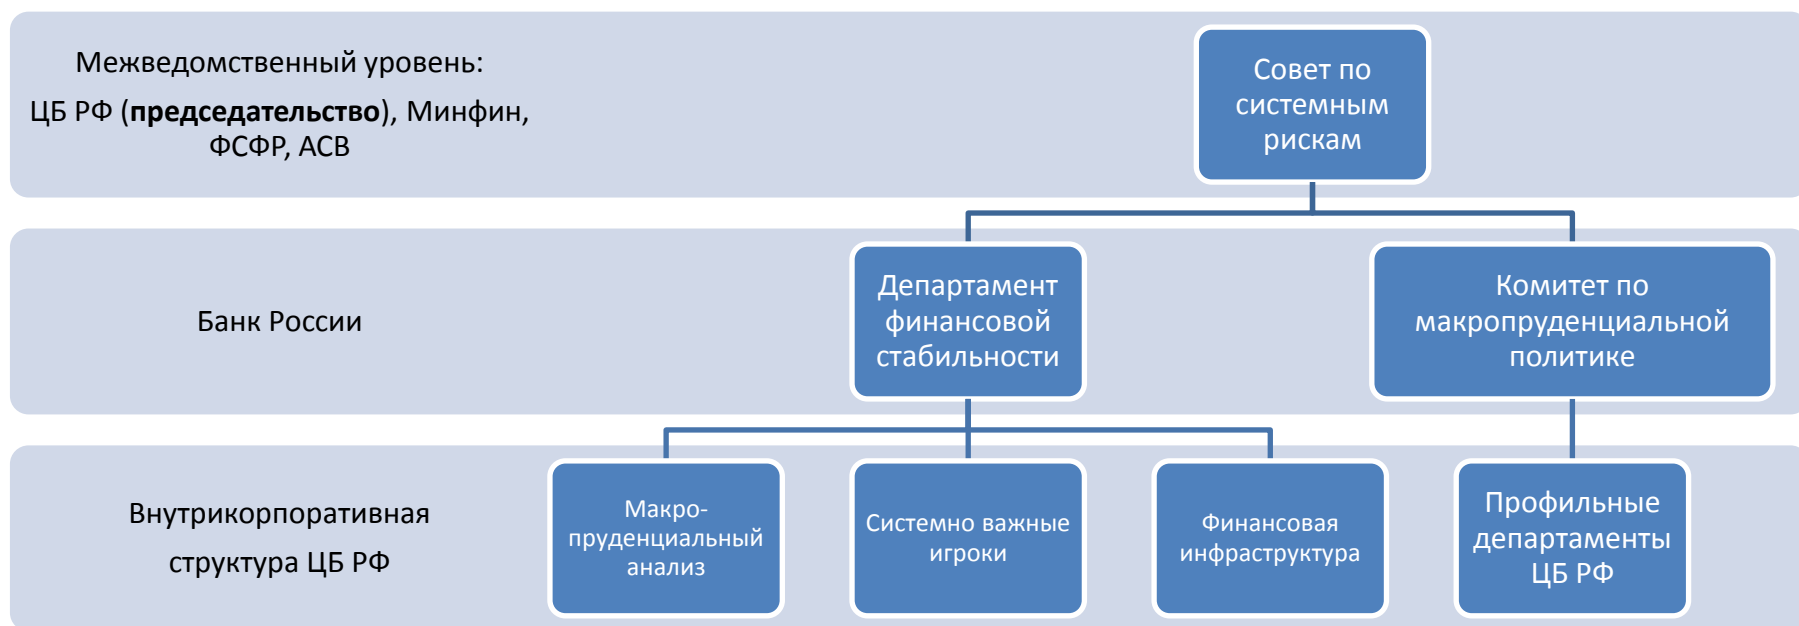 Межведомственный уровень:
ЦБ РФ (председательство), Минфин,
ФСФР, АСВ
Совет по
системным
рискам
Банк России
Департамент
финансовой
стабильности
Комитет по
макропруденциальной
политике
Внутрикорпоративная
структура ЦБ РФ
Макро-
пруденциальный
анализ
Системно важные
игроки
Финансовая
инфраструктура
Профильные
департаменты
ЦБ РФ